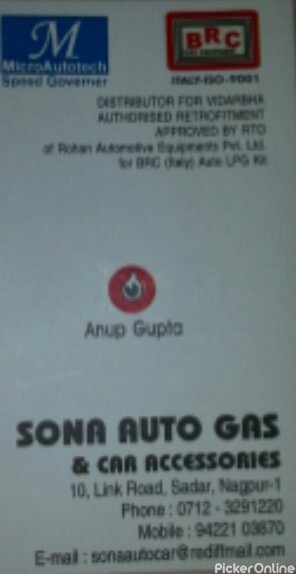 M
MicroAutotech
Speed Governer
BRC
GAS EQUIPMENT
ITALY-ISO-9001
DISTRIBUTOR FOR VIDARBHA
AUTHORISED RETROFITMENT
APPROVED BY RTO
of Rohan Automotive Equipments Pvt. Ltd.
for BRC (Italy) Auto LPG Kit
Anup Gupta
SONA AUTO GAS
& CAR ACCESSORIES
10, Link Road, Sadar, Nagpur-1
Phone : 0712 - 3291220
Mobile : 94221 03870
E-mail : sonaautocar@rediffmail.com
PickerOnline